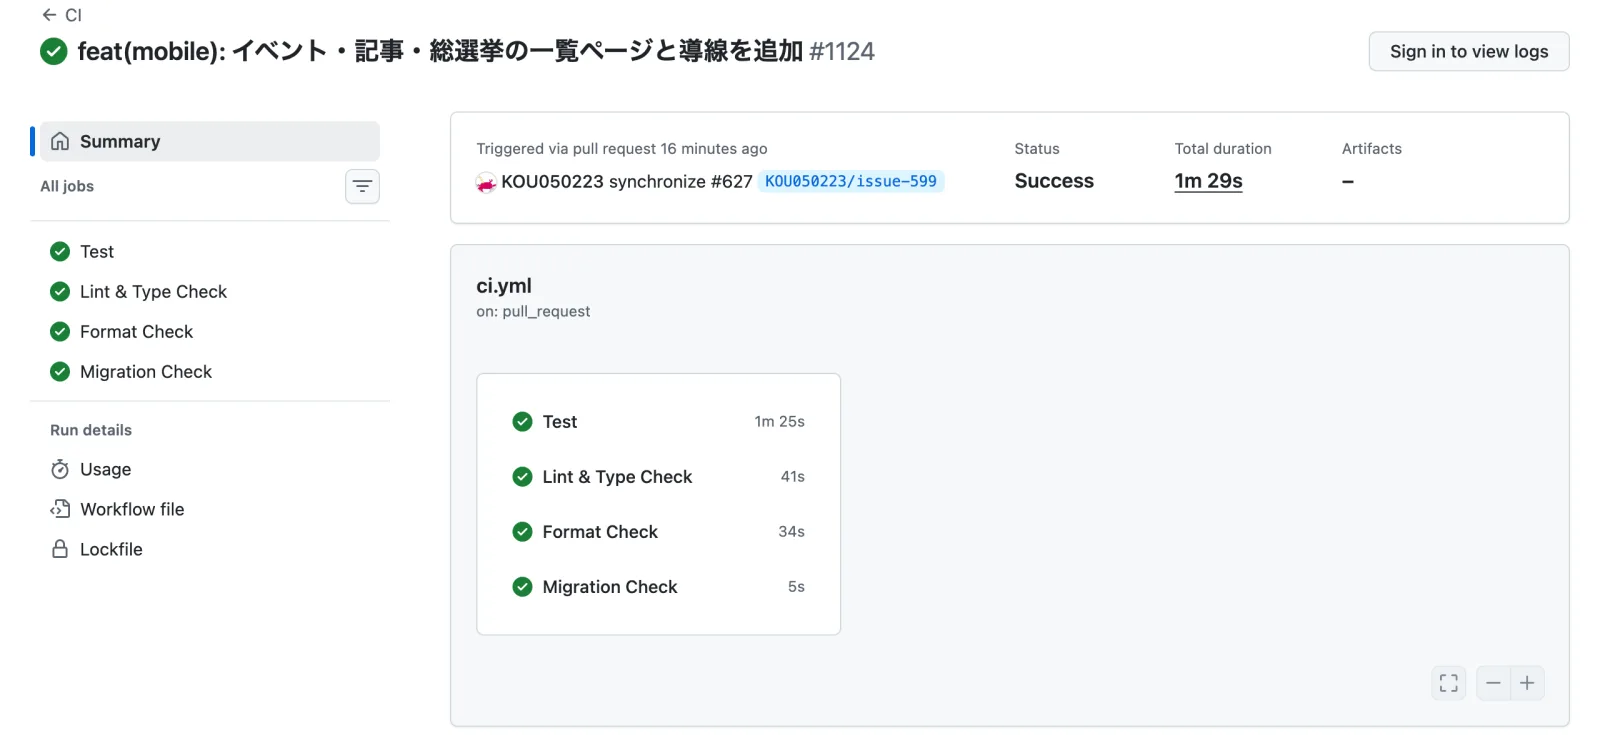 CI
feat(mobile): イベント・記事・総選挙の一覧ページと導線を追加 #1124
Sign in to view logs
Summary
All jobs
Test
Lint & Type Check
Format Check
Migration Check
Run details
Usage
Workflow file
Lockfile
Triggered via pull request 16 minutes ago
KOU050223 synchronize #627 KOU050223/issue-599
Status
Success
Total duration
1m 29s
Artifacts
–
ci.yml
on: pull_request
Test 1m 25s
Lint & Type Check 41s
Format Check 34s
Migration Check 5s